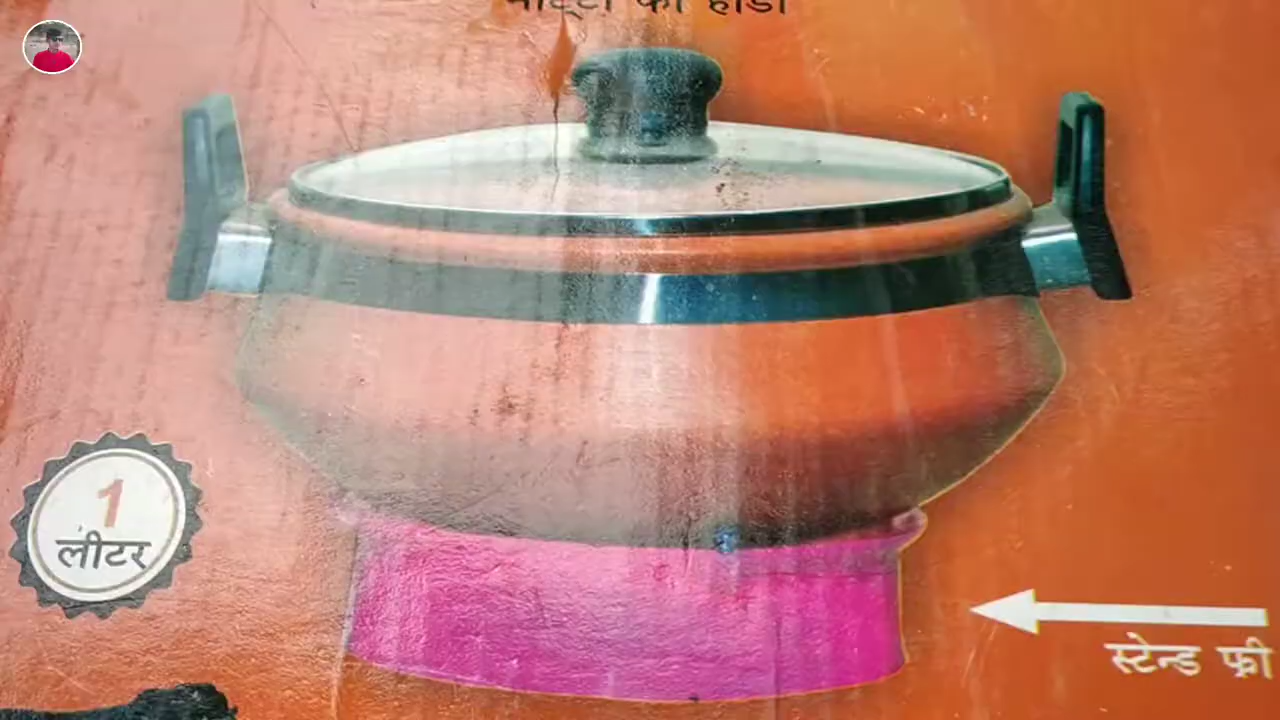 की हांडी
1
लीटर
स्टेन्ड फ्री